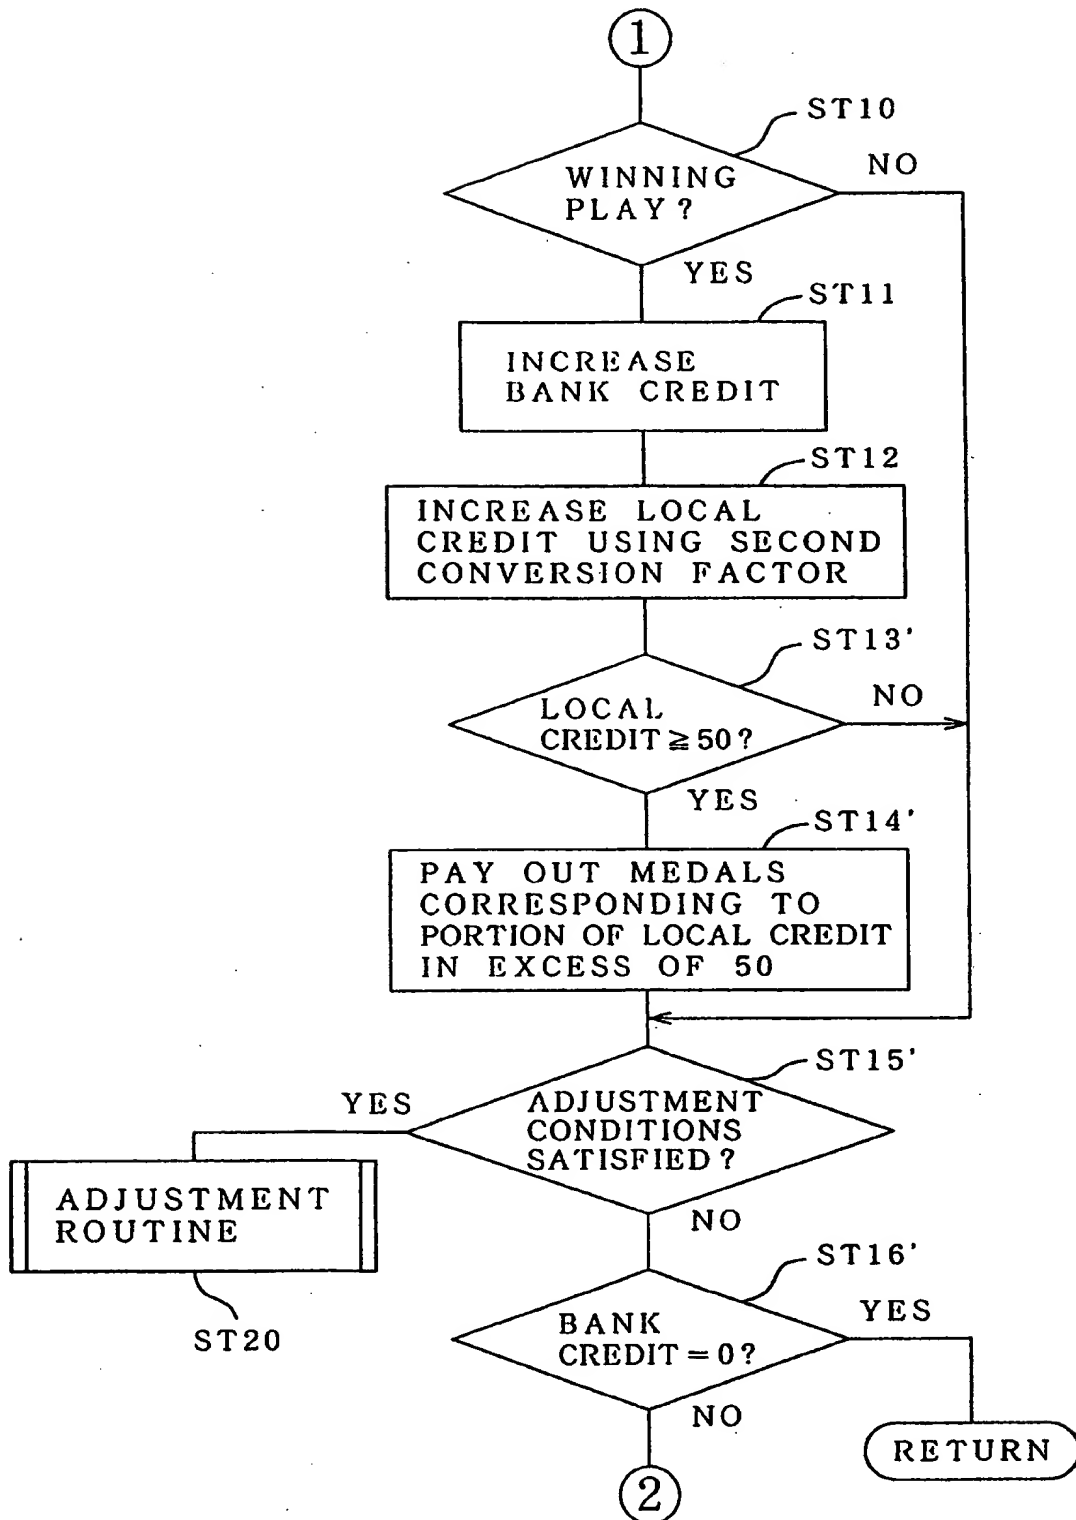 1
ST10
WINNING
PLAY?
NO
YES
ST11
INCREASE
BANK CREDIT
ST12
INCREASE LOCAL
CREDIT USING SECOND
CONVERSION FACTOR
ST13'
LOCAL
CREDIT≧50?
NO
YES
ST14'
PAY OUT MEDALS
CORRESPONDING TO
PORTION OF LOCAL CREDIT
IN EXCESS OF 50
ST15'
YES
ADJUSTMENT
CONDITIONS
SATISFIED?
ADJUSTMENT
ROUTINE
NO
ST16'
ST20
BANK
CREDIT=0?
YES
NO
RETURN
2